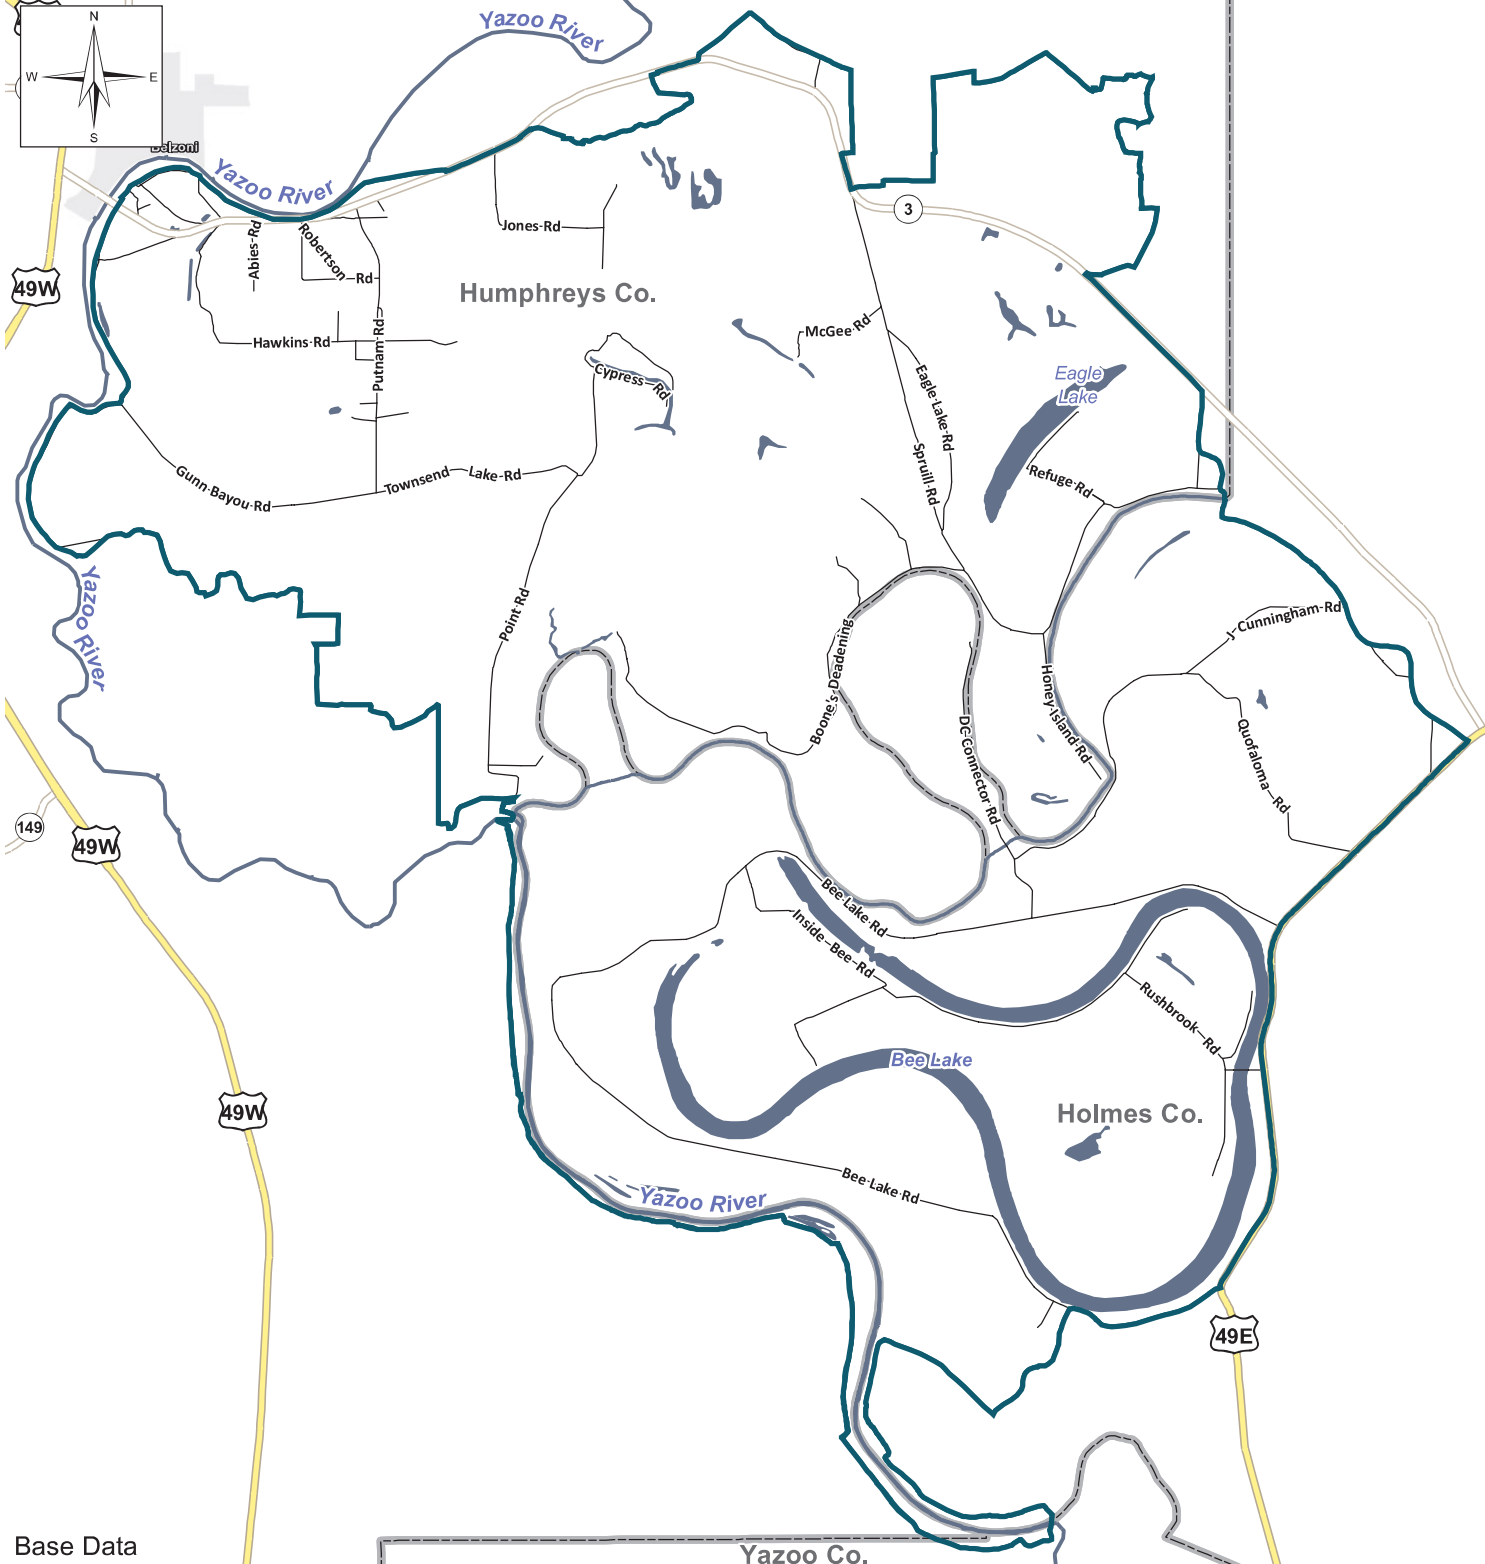 Yazoo River
N
W
E
S
Belzoni
Yazoo River
3
Jones Rd
Abies Rd
Robertson
Rd
49W
Humphreys Co.
McGee Rd
Hawkins Rd
Putnam Rd
Cypress Rd
Eagle Lake Rd
Eagle
Lake
Spruill Rd
Refuge Rd
Gunn Bayou Rd
Townsend Lake Rd
Yazoo River
Point Rd
J Cunningham Rd
Boone's Deadening
Honey Island Rd
DC Connector Rd
Quofaloma Rd
149
49W
Bee Lake Rd
Inside Bee Rd
Rushbrook Rd
Bee Lake
49W
Holmes Co.
Bee Lake Rd
Yazoo River
49E
Base Data
Yazoo Co.